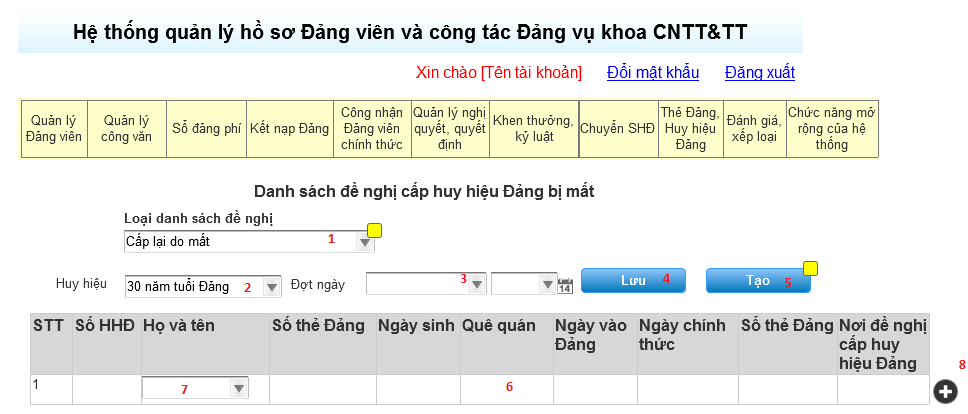 Hệ thống quản lý hồ sơ Đảng viên và công tác Đảng vụ khoa CNTT&TT
Xin chào [Tên tài khoản] Đổi mật khẩu Đăng xuất
Quản lý
Đảng viên
Quản lý
công văn
Sổ đảng phí
Kết nạp Đảng
Công nhận
Đảng viên
chính thức
Quản lý nghị
quyết, quyết
định
Khen thưởng,
kỷ luật
Chuyển SHĐ
Thẻ Đảng,
Huy hiệu
Đảng
Đánh giá,
xếp loại
Chức năng mở
rộng của hệ
thống
Danh sách đề nghị cấp huy hiệu Đảng bị mất
Loại danh sách đề nghị
Cấp lại do mất 1
Huy hiệu 30 năm tuổi Đảng 2 Đợt ngày 3 14 Lưu 4 Tạo 5
STT
Số HHĐ
Họ và tên
Số thẻ Đảng
Ngày sinh
Quê quán
Ngày vào
Đảng
Ngày chính
thức
Số thẻ Đảng
Nơi đề nghị
cấp huy
hiệu Đảng
8
1 7 6